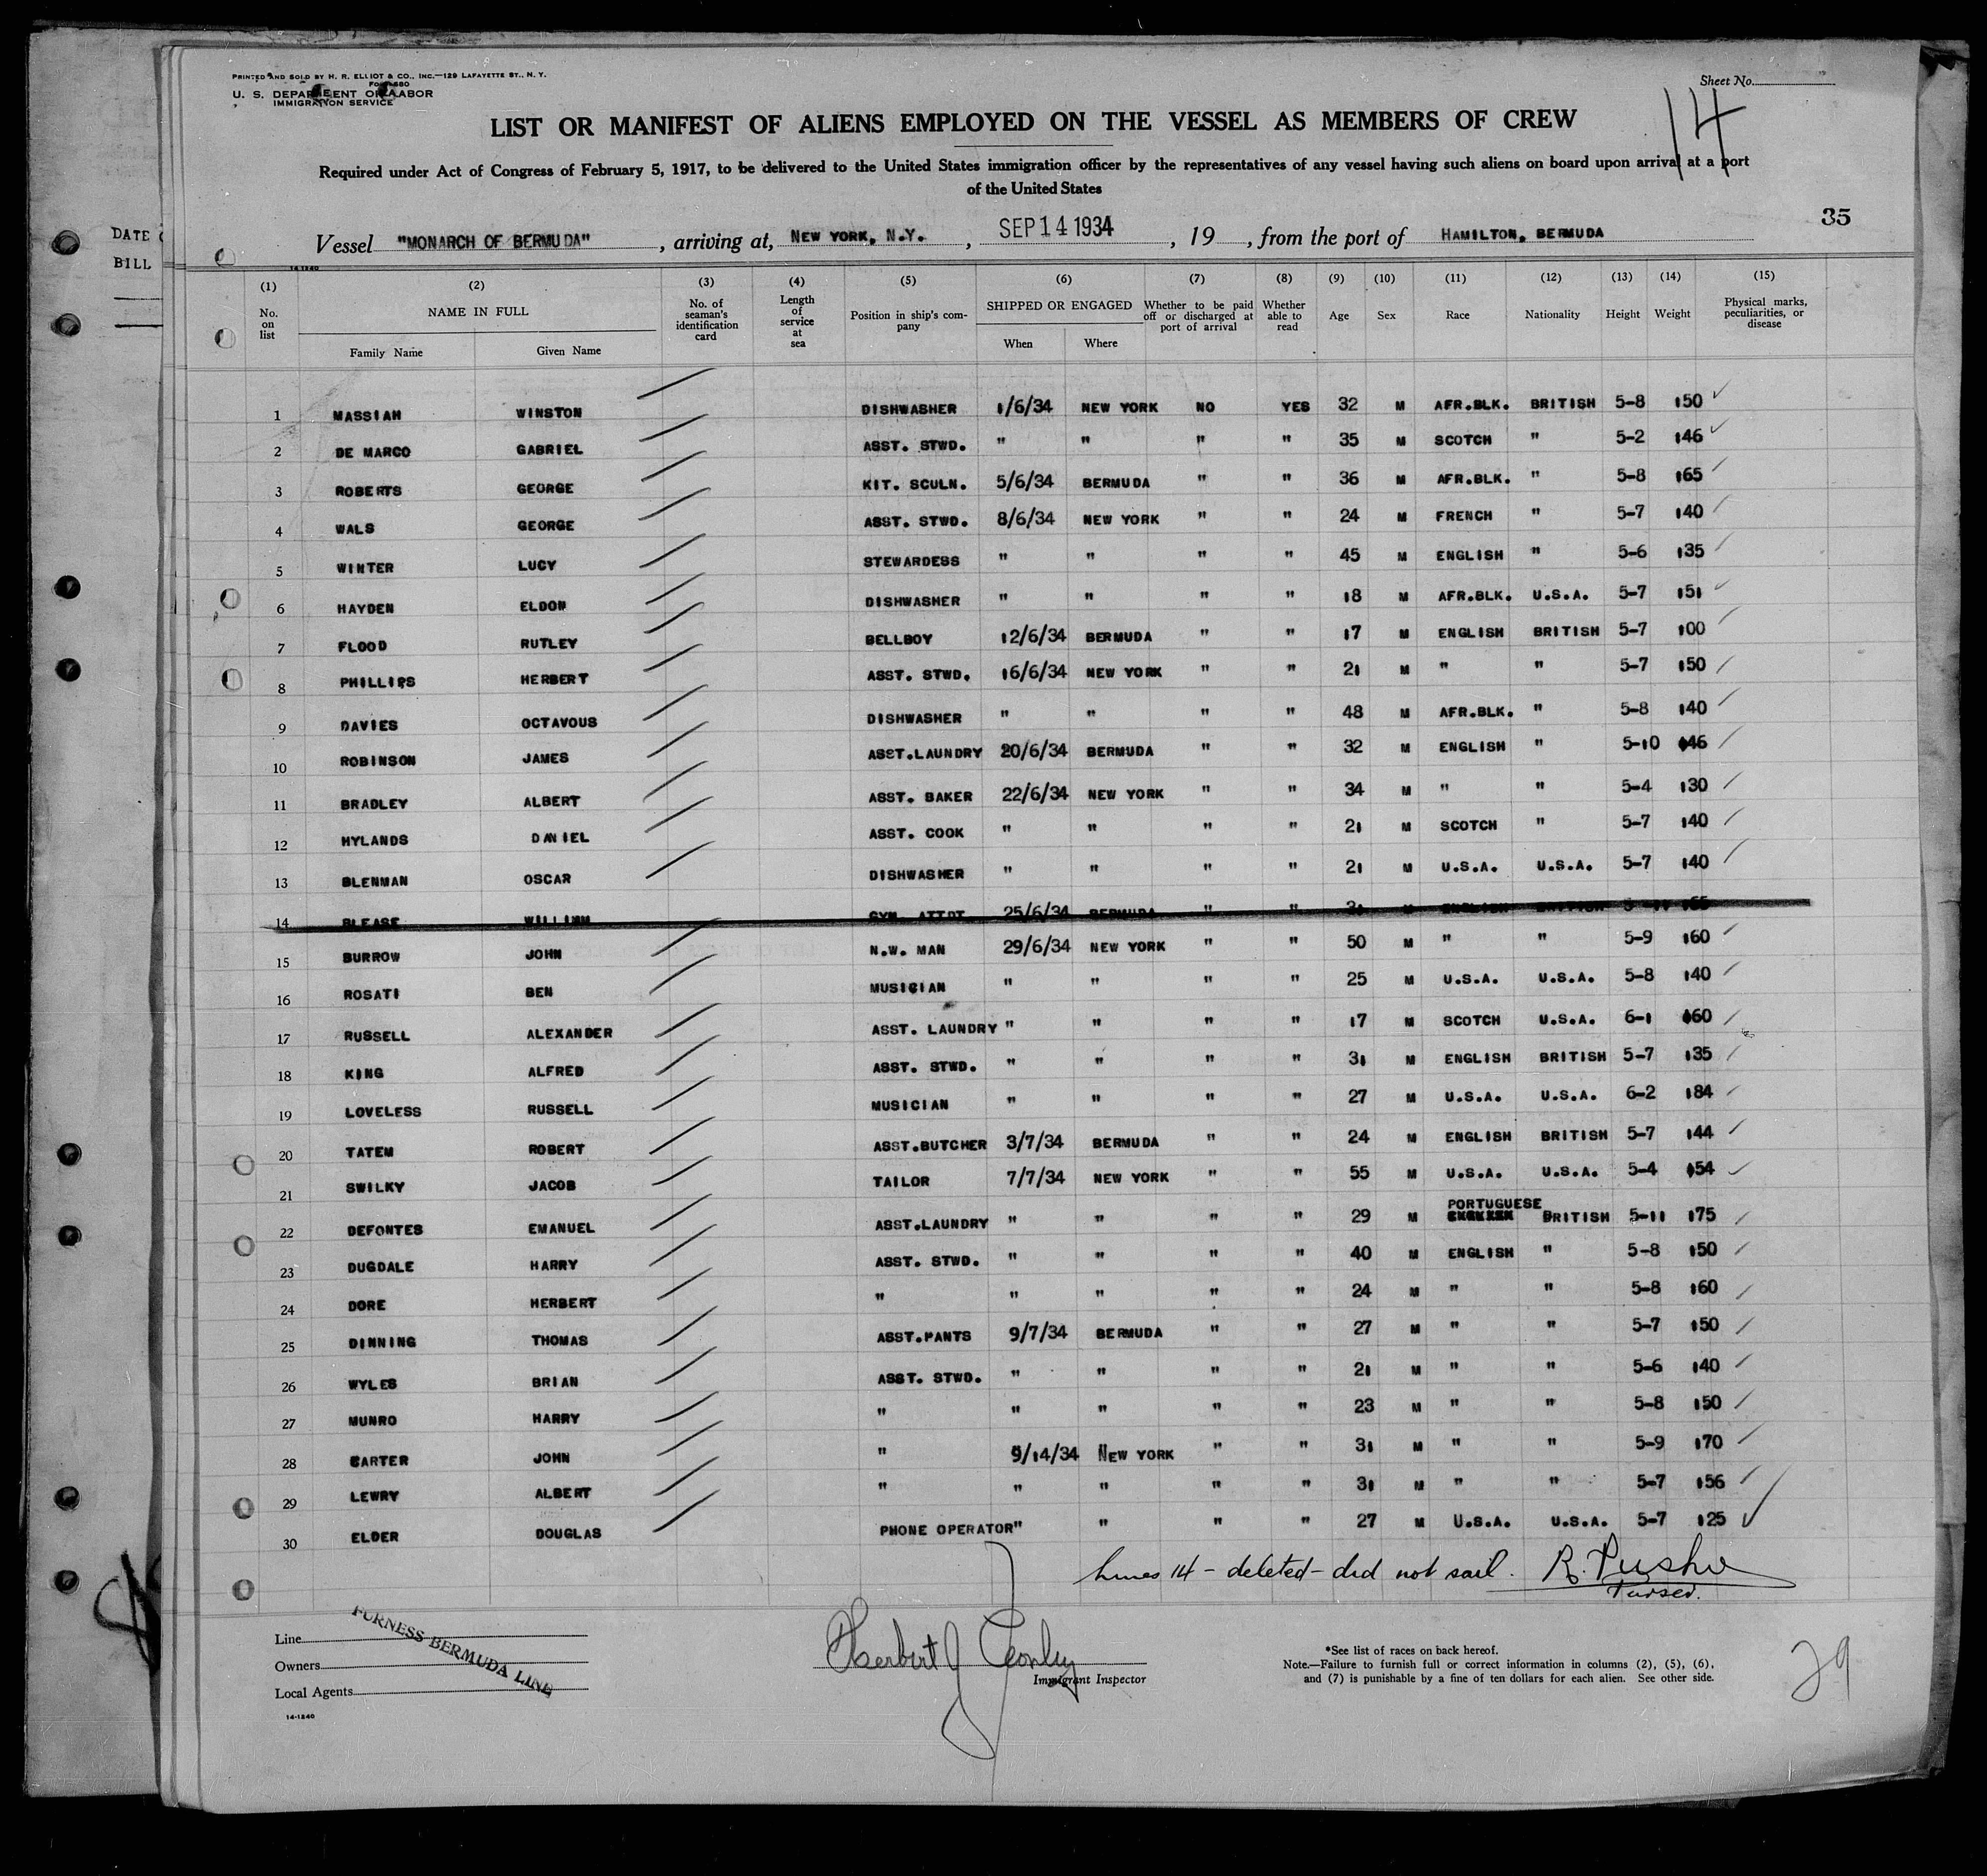 PRINTED AND SOLD BY H. R. ELLIOT & CO., INC.—129 LAFAYETTE ST., N. Y.
U. S. DEPARTMENT OF LABOR
IMMIGRATION SERVICE
Sheet No.
14
LIST OR MANIFEST OF ALIENS EMPLOYED ON THE VESSEL AS MEMBERS OF CREW
Required under Act of Congress of February 5, 1917, to be delivered to the United States immigration officer by the representatives of any vessel having such aliens on board upon arrival at a port
of the United States
35
DATE
BILL
Vessel "MONARCH OF BERMUDA", arriving at, NEW YORK, N.Y., SEP 14 1934, 19 , from the port of HAMILTON, BERMUDA
14-1240
(1) No. on list (2) NAME IN FULL Family Name Given Name (3) No. of seaman's identification card (4) Length of service at sea (5) Position in ship's company (6) SHIPPED OR ENGAGED When Where (7) Whether to be paid off or discharged at port of arrival (8) Whether able to read (9) Age (10) Sex (11) Race (12) Nationality (13) Height (14) Weight (15) Physical marks, peculiarities, or disease
1 MASSIAH WINSTON DISHWASHER 1/6/34 NEW YORK NO YES 32 M AFR.BLK. BRITISH 5-8 150
2 DE MARCO GABRIEL ASST. STWD. " " " " 35 M SCOTCH " 5-2 146
3 ROBERTS GEORGE KIT. SCULN. 5/6/34 BERMUDA " " 36 M AFR.BLK. " 5-8 165
4 WALS GEORGE ASST. STWD. 8/6/34 NEW YORK " " 24 M FRENCH " 5-7 140
5 WINTER LUCY STEWARDESS " " " " 45 M ENGLISH " 5-6 135
6 HAYDEN ELDON DISHWASHER " " " " 18 M AFR.BLK. U.S.A. 5-7 151
7 FLOOD RUTLEY BELLBOY 12/6/34 BERMUDA " " 17 M ENGLISH BRITISH 5-7 100
8 PHILLIPS HERBERT ASST. STWD. 16/6/34 NEW YORK " " 21 M " " 5-7 150
9 DAVIES OCTAVOUS DISHWASHER " " " " 48 M AFR.BLK. " 5-8 140
10 ROBINSON JAMES ASST.LAUNDRY 20/6/34 BERMUDA " " 32 M ENGLISH " 5-10 146
11 BRADLEY ALBERT ASST. BAKER 22/6/34 NEW YORK " " 34 M " " 5-4 130
12 HYLANDS DANIEL ASST. COOK " " " " 21 M SCOTCH " 5-7 140
13 BLENMAN OSCAR DISHWASHER " " " " 21 M U.S.A. U.S.A. 5-7 140
14 BLEASE WILLIAM GYM. ATTDT 25/6/34 BERMUDA " " 31 M ENGLISH BRITISH 5-11 165
15 BURROW JOHN N.W. MAN 29/6/34 NEW YORK " " 50 M " " 5-9 160
16 ROSATI BEN MUSICIAN " " " " 25 M U.S.A. U.S.A. 5-8 140
17 RUSSELL ALEXANDER ASST. LAUNDRY " " " " 17 M SCOTCH U.S.A. 6-1 160
18 KING ALFRED ASST. STWD. " " " " 31 M ENGLISH BRITISH 5-7 135
19 LOVELESS RUSSELL MUSICIAN " " " " 27 M U.S.A. U.S.A. 6-2 184
20 TATEM ROBERT ASST.BUTCHER 3/7/34 BERMUDA " " 24 M ENGLISH BRITISH 5-7 144
21 SWILKY JACOB TAILOR 7/7/34 NEW YORK " " 55 M U.S.A. U.S.A. 5-4 154
22 DEFONTES EMANUEL ASST.LAUNDRY " " " " 29 M PORTUGUESE BRITISH 5-11 175
23 DUGDALE HARRY ASST. STWD. " " " " 40 M ENGLISH " 5-8 150
24 DORE HERBERT " " " " " 24 M " " 5-8 160
25 DINNING THOMAS ASST.PANTS 9/7/34 BERMUDA " " 27 M " " 5-7 150
26 WYLES BRIAN ASST. STWD. " " " " 21 M " " 5-6 140
27 MUNRO HARRY " " " " " 23 M " " 5-8 150
28 CARTER JOHN " 9/14/34 NEW YORK " " 31 M " " 5-9 170
29 LEWRY ALBERT " " " " " 31 M " " 5-7 156
30 ELDER DOUGLAS PHONE OPERATOR " " " " 27 M U.S.A. U.S.A. 5-7 125
Lines 14 – deleted – did not sail. R.
Purser.
Line
Owners
Local Agents
FURNESS BERMUDA LINE
14-1240
Herbert J
Immigrant Inspector
*See list of races on back hereof.
Note.—Failure to furnish full or correct information in columns (2), (5), (6),
and (7) is punishable by a fine of ten dollars for each alien. See other side.
29